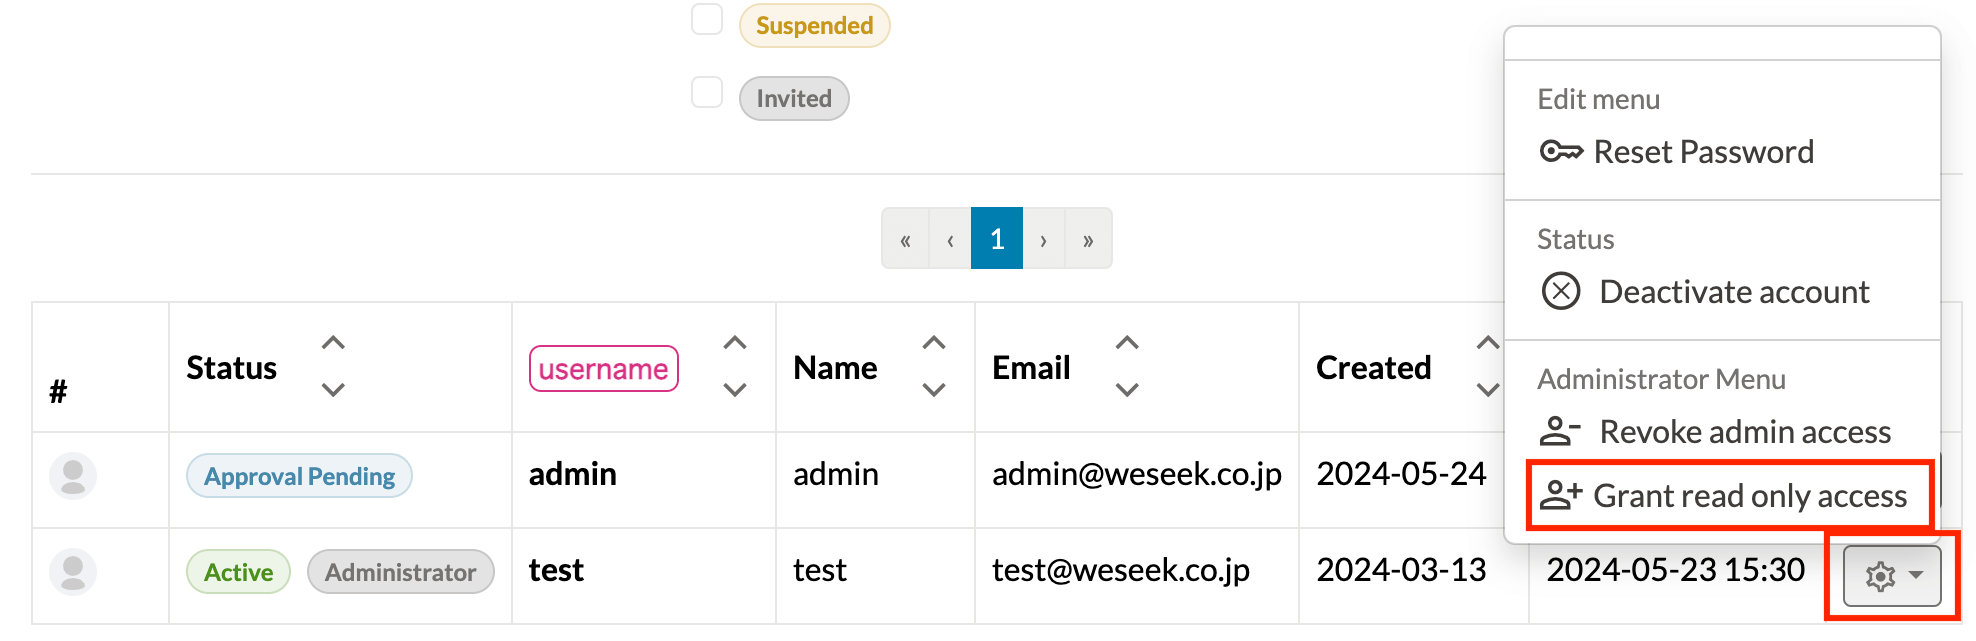 Suspended
Invited
Edit menu
Reset Password
Status
Deactivate account
Administrator Menu
Revoke admin access
Grant read only access
« ‹ 1 › »
# Status username Name Email Created
Approval Pending admin admin admin@weseek.co.jp 2024-05-24
Active Administrator test test test@weseek.co.jp 2024-03-13 2024-05-23 15:30